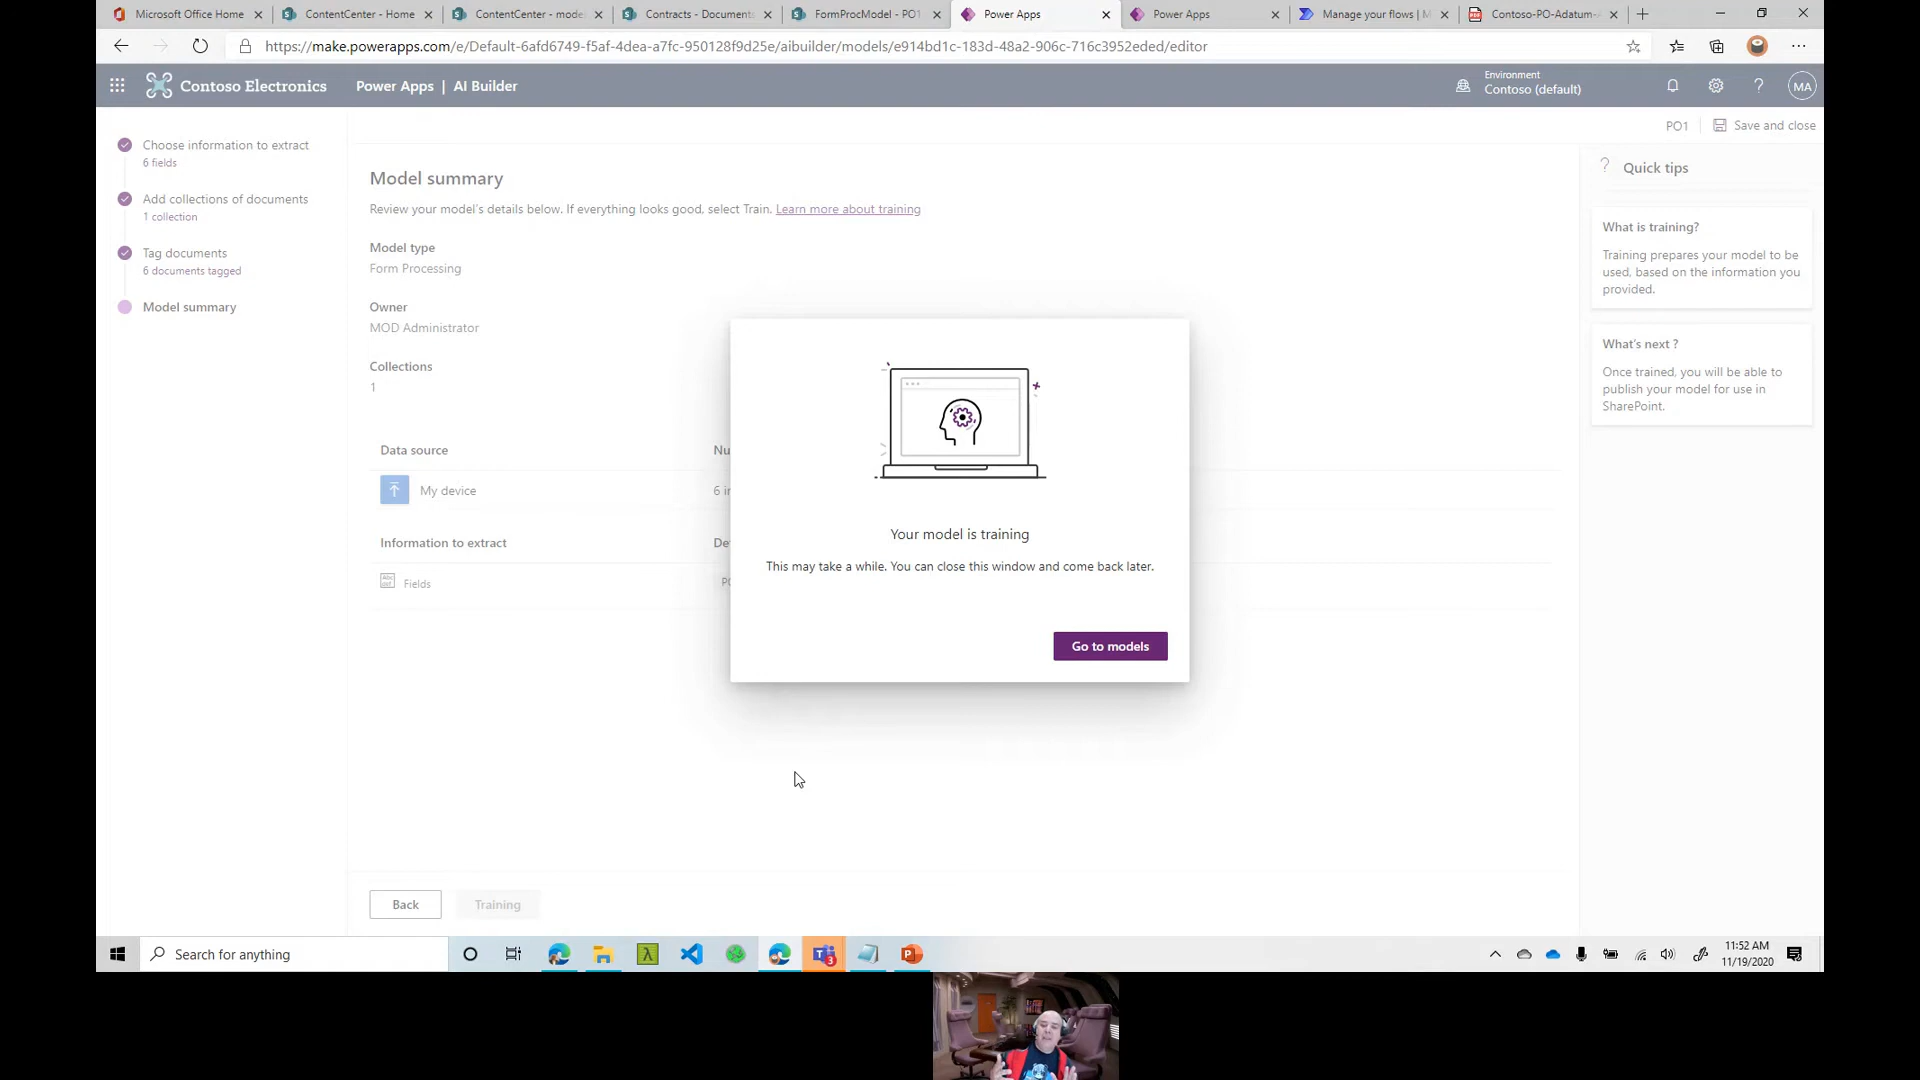 Microsoft Office Home
ContentCenter - Home
ContentCenter - mode
Contracts - Document
FormProcModel - PO1
Power Apps
Power Apps
Manage your flows | M
Contoso-PO-Adatum-
https://make.powerapps.com/e/Default-6afd6749-f5af-4dea-a7fc-950128f9d25e/aibuilder/models/e914bd1c-183d-48a2-906c-716c3952eded/editor
Contoso Electronics
Power Apps | AI Builder
Environment
Contoso (default)
?
MA
PO1
Save and close
Choose information to extract
6 fields
Add collections of documents
1 collection
Tag documents
6 documents tagged
Model summary
Model summary
Review your model's details below. If everything looks good, select Train. Learn more about training
Model type
Form Processing
Owner
MOD Administrator
Collections
1
Data source
Nu
My device
6 i
Information to extract
De
Fields
Your model is training
This may take a while. You can close this window and come back later.
Go to models
? Quick tips
What is training?
Training prepares your model to be
used, based on the information you
provided.
What's next ?
Once trained, you will be able to
publish your model for use in
SharePoint.
Back
Training
Search for anything
11:52 AM
11/19/2020